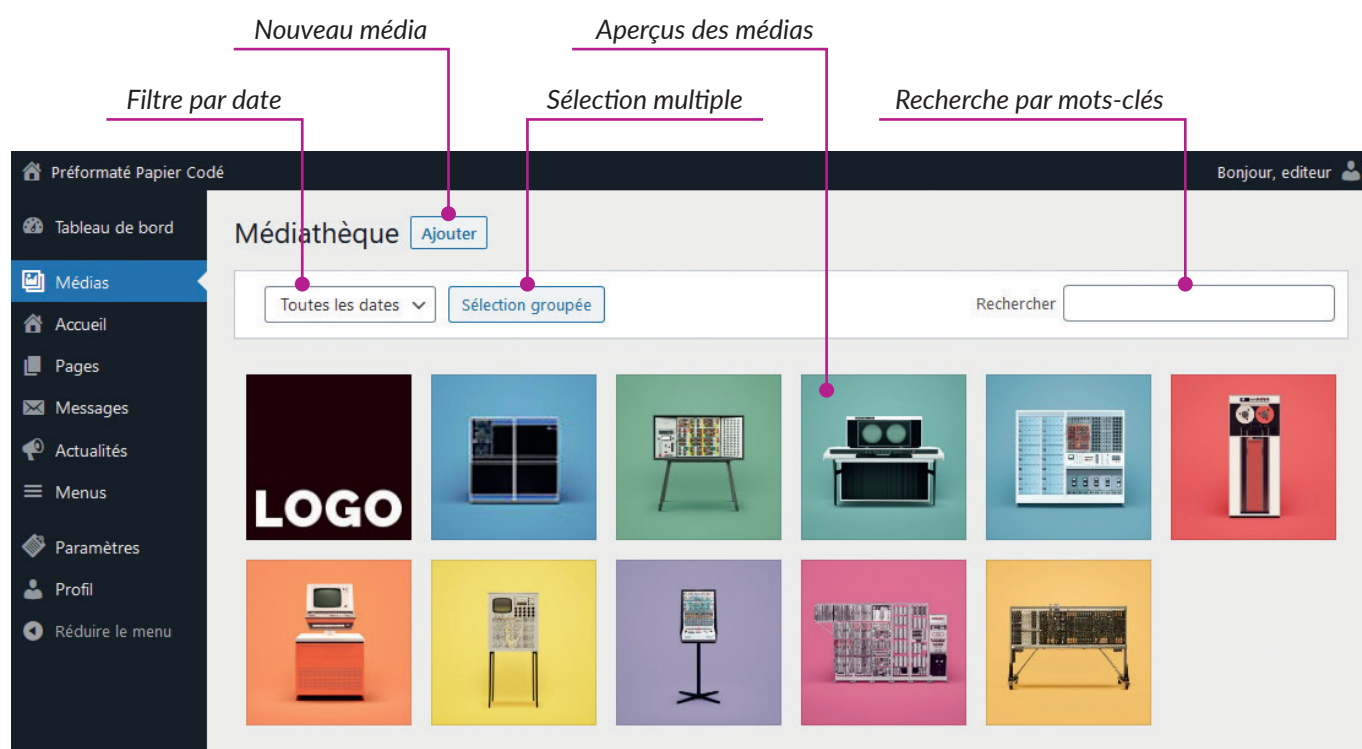 Nouveau média
Aperçus des médias
Filtre par date
Sélection multiple
Recherche par mots-clés
Préformaté Papier Codé
Bonjour, editeur
Tableau de bord
Médiathèque
Ajouter
Médias
Toutes les dates
Sélection groupée
Rechercher
Accueil
Pages
Messages
Actualités
Menus
LOGO
Paramètres
Profil
Réduire le menu